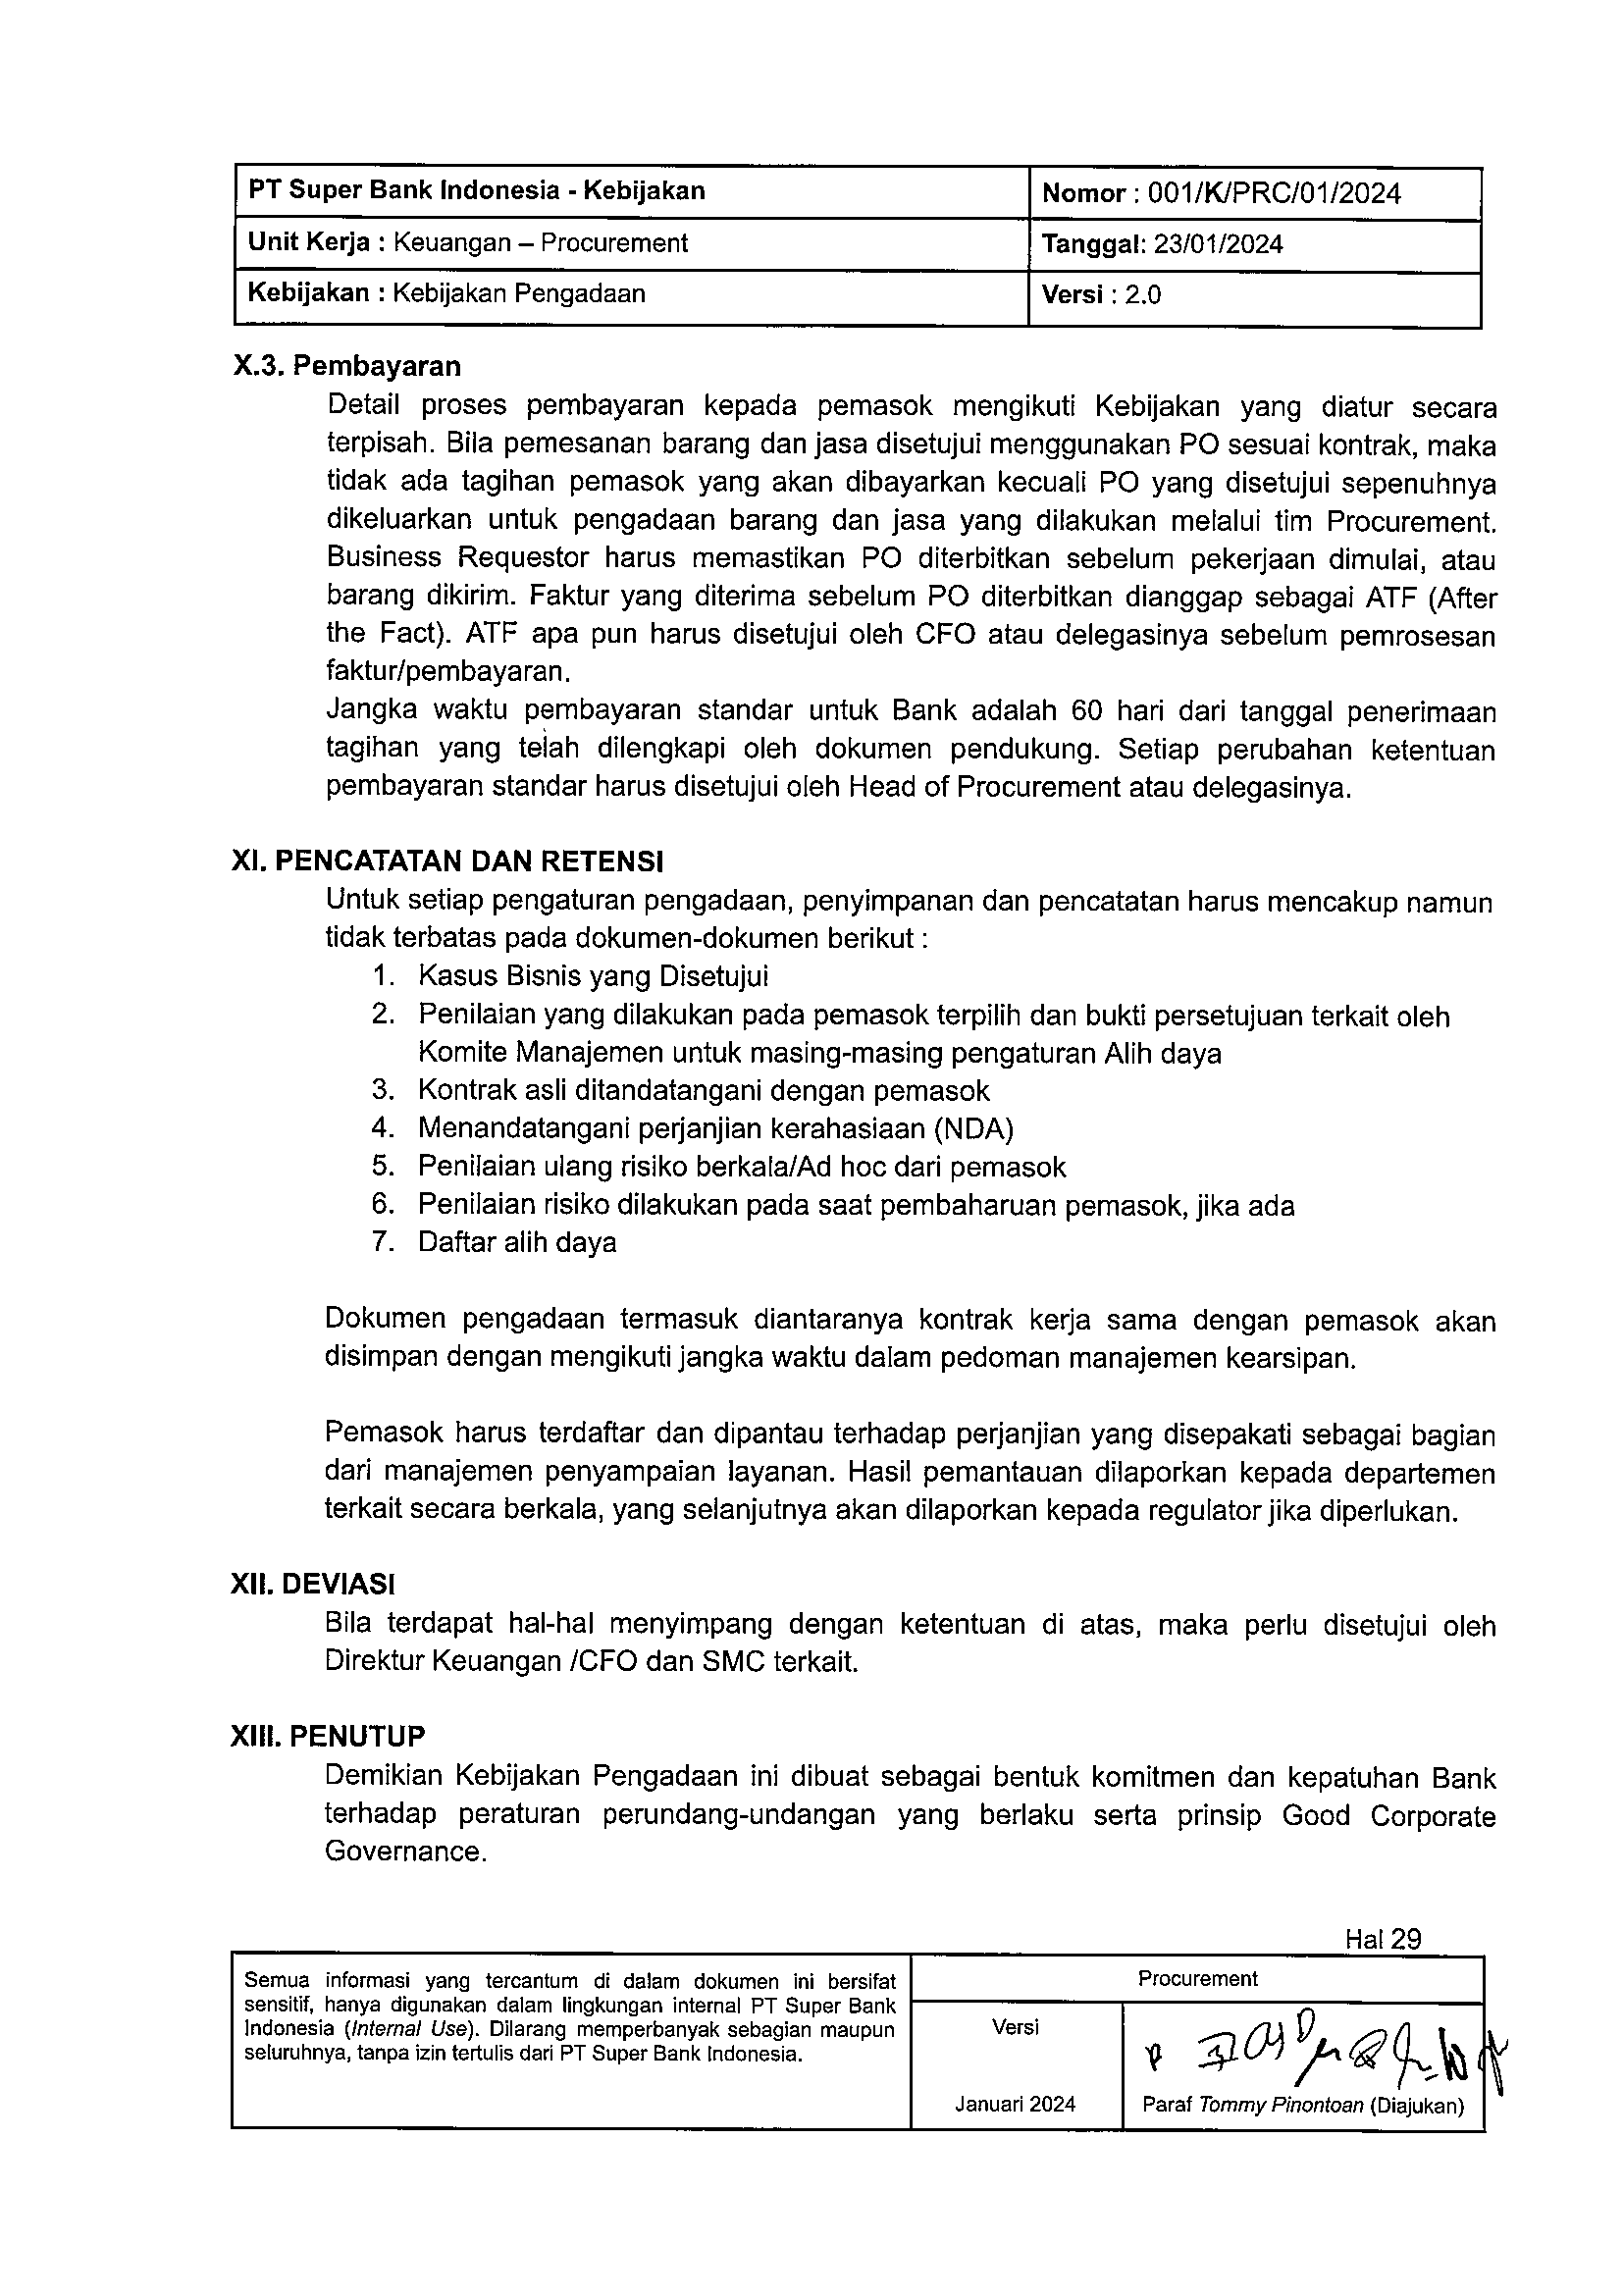 PT Super Bank Indonesia - Kebijakan
Nomor : 001/K/PRC/01/2024
Unit Kerja : Keuangan – Procurement
Tanggal: 23/01/2024
Kebijakan : Kebijakan Pengadaan
Versi : 2.0
X.3. Pembayaran
Detail proses pembayaran kepada pemasok mengikuti Kebijakan yang diatur secara
terpisah. Bila pemesanan barang dan jasa disetujui menggunakan PO sesuai kontrak, maka
tidak ada tagihan pemasok yang akan dibayarkan kecuali PO yang disetujui sepenuhnya
dikeluarkan untuk pengadaan barang dan jasa yang dilakukan melalui tim Procurement.
Business Requestor harus memastikan PO diterbitkan sebelum pekerjaan dimulai, atau
barang dikirim. Faktur yang diterima sebelum PO diterbitkan dianggap sebagai ATF (After
the Fact). ATF apa pun harus disetujui oleh CFO atau delegasinya sebelum pemrosesan
faktur/pembayaran.
Jangka waktu pembayaran standar untuk Bank adalah 60 hari dari tanggal penerimaan
tagihan yang telah dilengkapi oleh dokumen pendukung. Setiap perubahan ketentuan
pembayaran standar harus disetujui oleh Head of Procurement atau delegasinya.
XI. PENCATATAN DAN RETENSI
Untuk setiap pengaturan pengadaan, penyimpanan dan pencatatan harus mencakup namun
tidak terbatas pada dokumen-dokumen berikut :
1. Kasus Bisnis yang Disetujui
2. Penilaian yang dilakukan pada pemasok terpilih dan bukti persetujuan terkait oleh
Komite Manajemen untuk masing-masing pengaturan Alih daya
3. Kontrak asli ditandatangani dengan pemasok
4. Menandatangani perjanjian kerahasiaan (NDA)
5. Penilaian ulang risiko berkala/Ad hoc dari pemasok
6. Penilaian risiko dilakukan pada saat pembaharuan pemasok, jika ada
7. Daftar alih daya
Dokumen pengadaan termasuk diantaranya kontrak kerja sama dengan pemasok akan
disimpan dengan mengikuti jangka waktu dalam pedoman manajemen kearsipan.
Pemasok harus terdaftar dan dipantau terhadap perjanjian yang disepakati sebagai bagian
dari manajemen penyampaian layanan. Hasil pemantauan dilaporkan kepada departemen
terkait secara berkala, yang selanjutnya akan dilaporkan kepada regulator jika diperlukan.
XII. DEVIASI
Bila terdapat hal-hal menyimpang dengan ketentuan di atas, maka perlu disetujui oleh
Direktur Keuangan /CFO dan SMC terkait.
XIII. PENUTUP
Demikian Kebijakan Pengadaan ini dibuat sebagai bentuk komitmen dan kepatuhan Bank
terhadap peraturan perundang-undangan yang berlaku serta prinsip Good Corporate
Governance.
Hal 29
Semua informasi yang tercantum di dalam dokumen ini bersifat
sensitif, hanya digunakan dalam lingkungan internal PT Super Bank
Indonesia (Internal Use). Dilarang memperbanyak sebagian maupun
seluruhnya, tanpa izin tertulis dari PT Super Bank Indonesia.
Procurement
Versi
Januari 2024
Paraf Tommy Pinontoan (Diajukan)